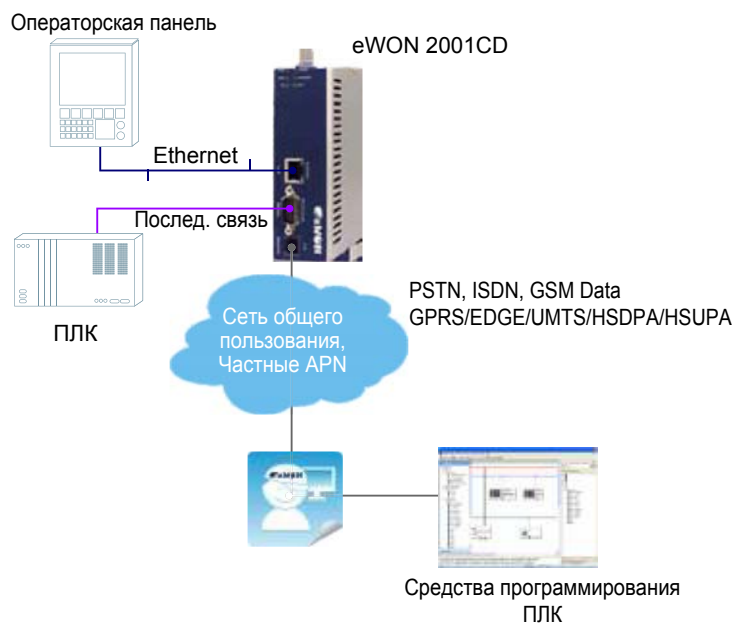 Операторская панель
eWON 2001CD
Ethernet
Послед. связь
ПЛК
PSTN, ISDN, GSM Data
GPRS/EDGE/UMTS/HSDPA/HSUPA
Сеть общего
пользования,
Частные APN
eWON
Средства программирования
ПЛК